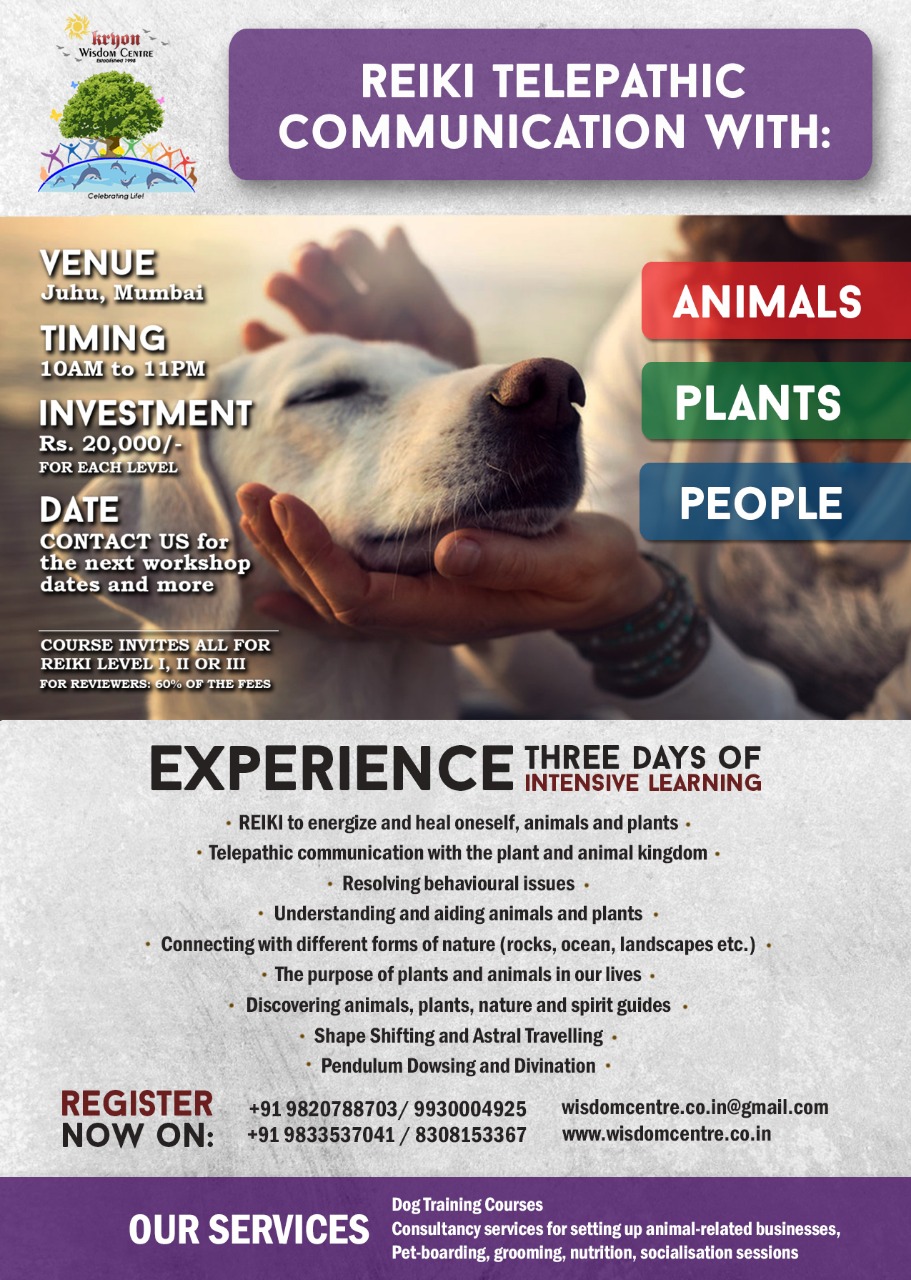 kryon
Wisdom Centre
Established 1998
Celebrating Life!
REIKI TELEPATHIC
COMMUNICATION WITH:
VENUE
Juhu, Mumbai
TIMING
10AM to 11PM
INVESTMENT
Rs. 20,000/-
FOR EACH LEVEL
DATE
CONTACT US for
the next workshop
dates and more
COURSE INVITES ALL FOR
REIKI LEVEL I, II OR III
FOR REVIEWERS: 60% OF THE FEES
ANIMALS
PLANTS
PEOPLE
EXPERIENCE THREE DAYS OF
INTENSIVE LEARNING
• REIKI to energize and heal oneself, animals and plants •
• Telepathic communication with the plant and animal kingdom •
• Resolving behavioural issues •
• Understanding and aiding animals and plants •
• Connecting with different forms of nature (rocks, ocean, landscapes etc.) •
• The purpose of plants and animals in our lives •
• Discovering animals, plants, nature and spirit guides •
• Shape Shifting and Astral Travelling •
• Pendulum Dowsing and Divination •
REGISTER
NOW ON:
+91 9820788703/ 9930004925
+91 9833537041 / 8308153367
wisdomcentre.co.in@gmail.com
www.wisdomcentre.co.in
OUR SERVICES
Dog Training Courses
Consultancy services for setting up animal-related businesses,
Pet-boarding, grooming, nutrition, socialisation sessions